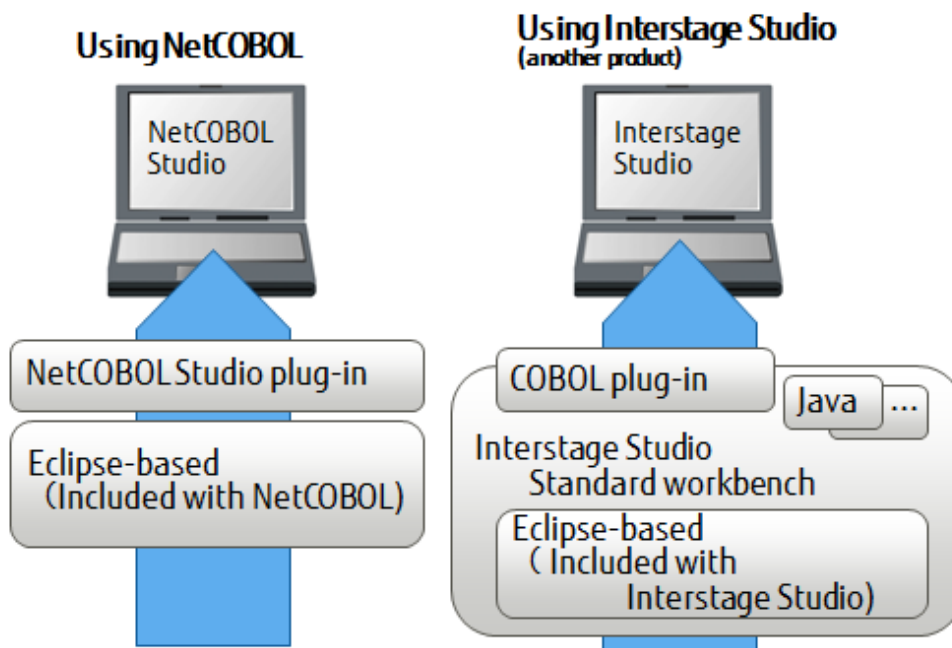 Using NetCOBOL
NetCOBOL
Studio
NetCOBOL Studio plug-in
Eclipse-based
(Included with NetCOBOL)
Using Interstage Studio
(another product)
Interstage
Studio
COBOL plug-in
Java
...
Interstage Studio
Standard workbench
Eclipse-based
( Included with
Interstage Studio)